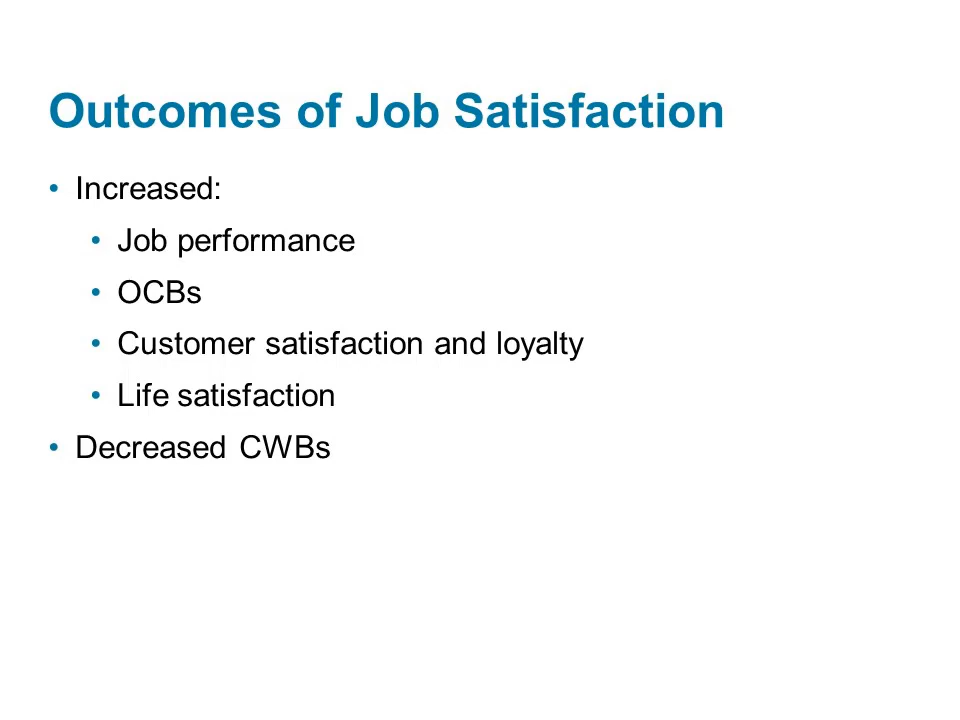 Outcomes of Job Satisfaction
• Increased:
• Job performance
• OCBs
• Customer satisfaction and loyalty
• Life satisfaction
• Decreased CWBs